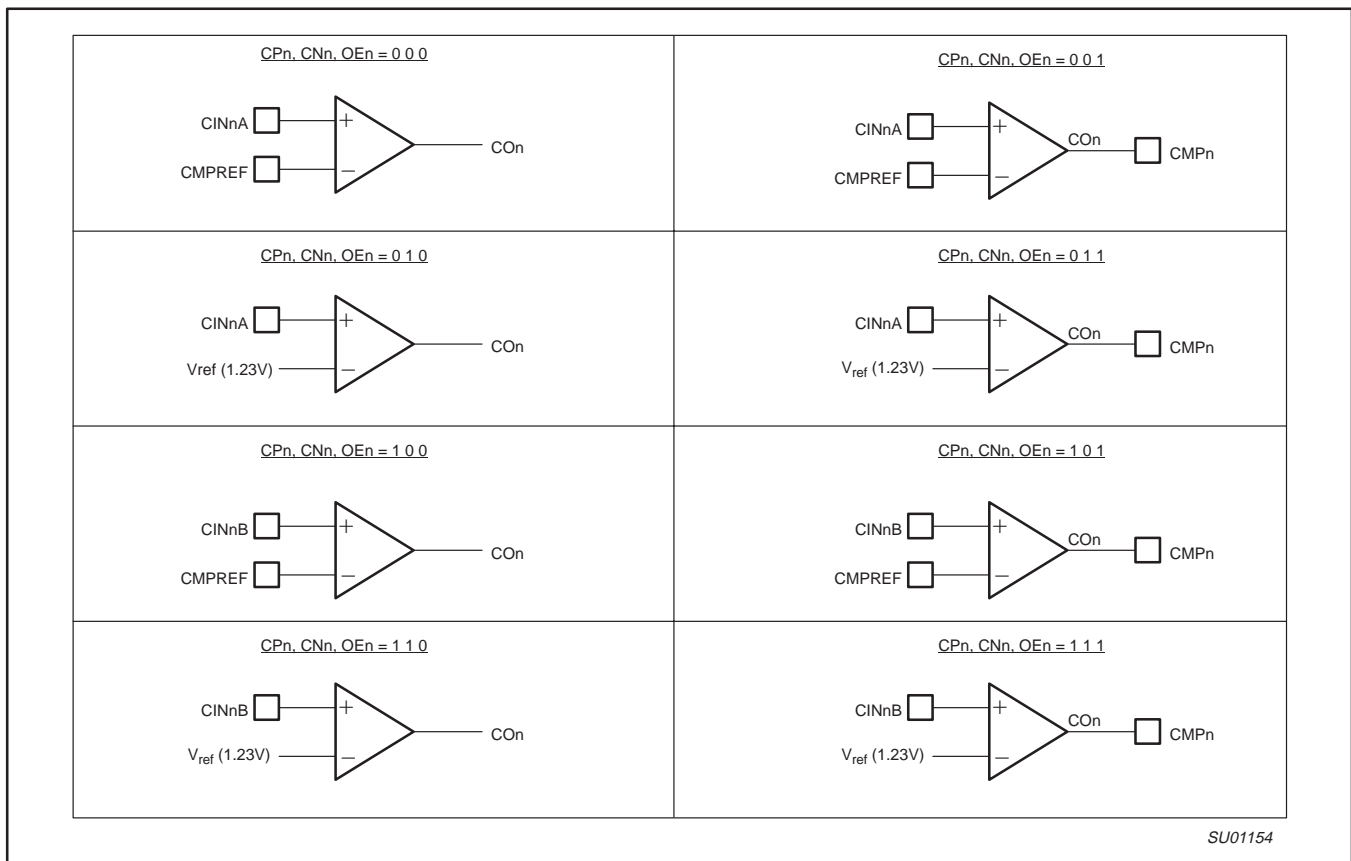 CPn, CNn, OEn = 0 0 0
CINnA
+
CMPREF
–
COn
CPn, CNn, OEn = 0 0 1
CINnA
+
CMPREF
–
COn
CMPn
CPn, CNn, OEn = 0 1 0
CINnA
+
Vref (1.23V)
–
COn
CPn, CNn, OEn = 0 1 1
CINnA
+
Vref (1.23V)
–
COn
CMPn
CPn, CNn, OEn = 1 0 0
CINnB
+
CMPREF
–
COn
CPn, CNn, OEn = 1 0 1
CINnB
+
CMPREF
–
COn
CMPn
CPn, CNn, OEn = 1 1 0
CINnB
+
Vref (1.23V)
–
COn
CPn, CNn, OEn = 1 1 1
CINnB
+
Vref (1.23V)
–
COn
CMPn
SU01154